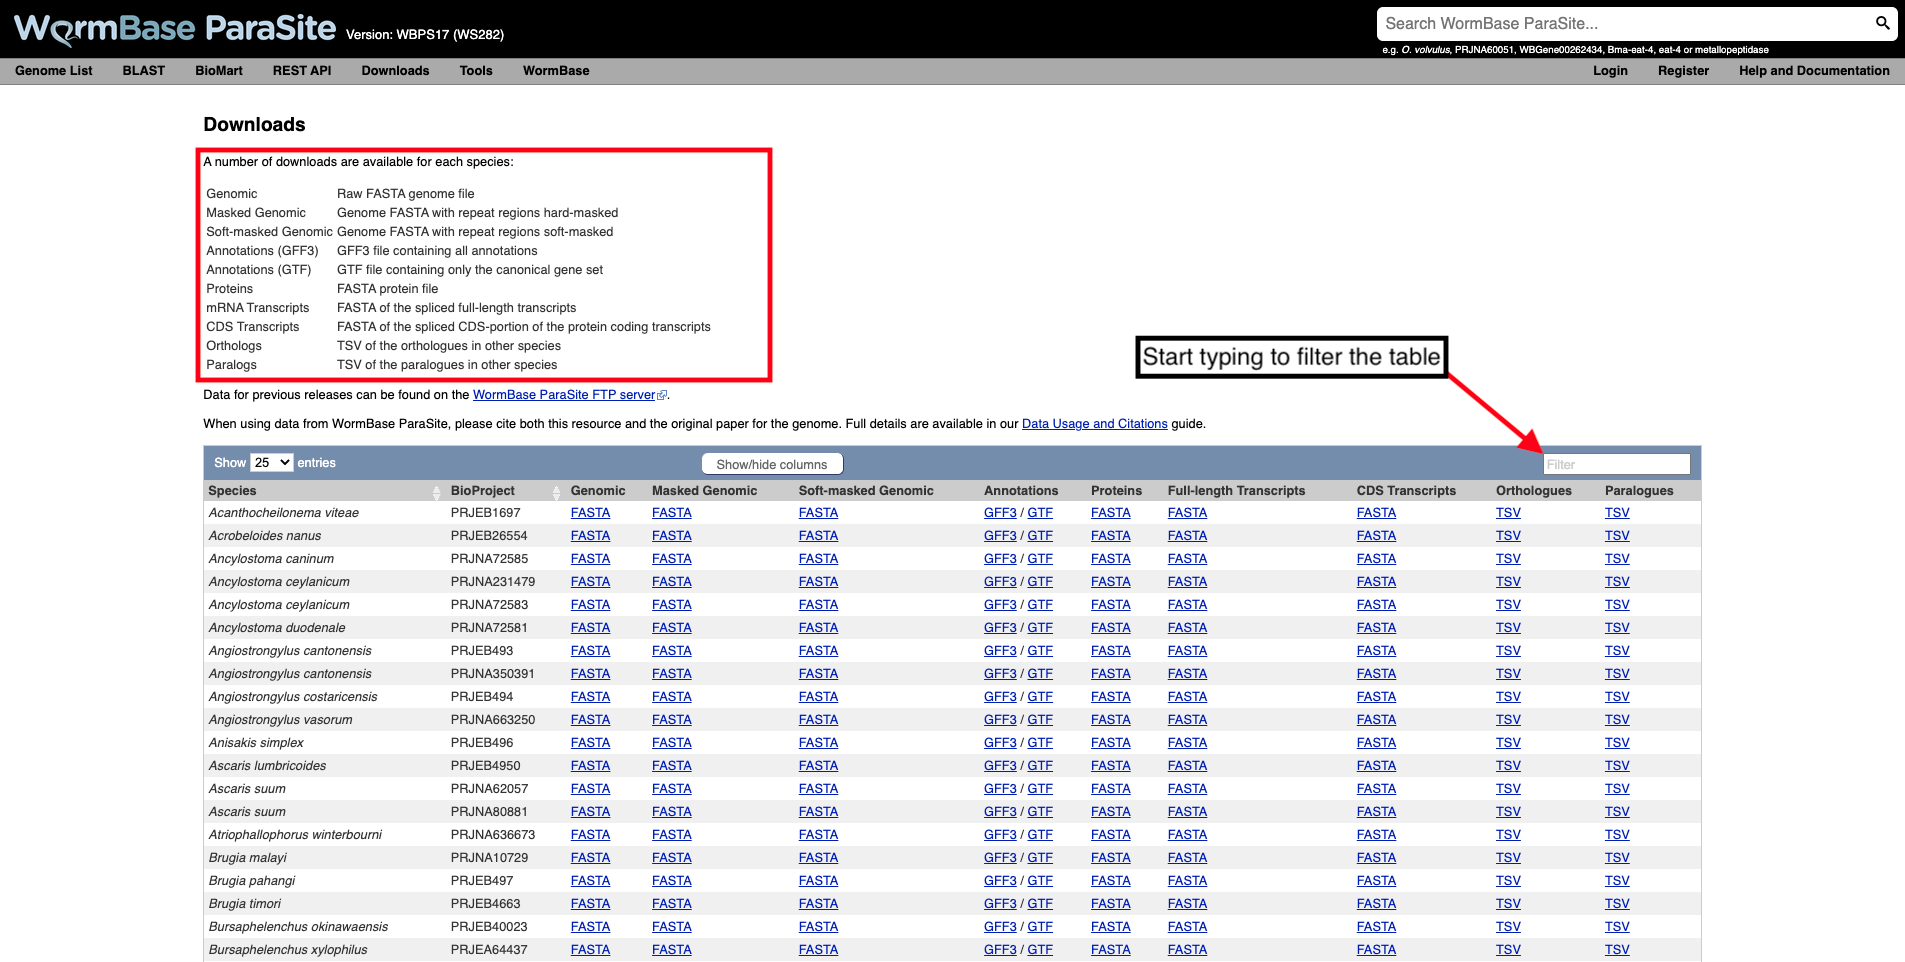 WormBase ParaSite Version: WBPS17 (WS282)
Search WormBase ParaSite...
e.g. O. volvulus, PRJNA60051, WBGene00262434, Bma-eat-4, eat-4 or metallopeptidase
Genome List BLAST BioMart REST API Downloads Tools WormBase Login Register Help and Documentation
Downloads
A number of downloads are available for each species:
Genomic Raw FASTA genome file
Masked Genomic Genome FASTA with repeat regions hard-masked
Soft-masked Genomic Genome FASTA with repeat regions soft-masked
Annotations (GFF3) GFF3 file containing all annotations
Annotations (GTF) GTF file containing only the canonical gene set
Proteins FASTA protein file
mRNA Transcripts FASTA of the spliced full-length transcripts
CDS Transcripts FASTA of the spliced CDS-portion of the protein coding transcripts
Orthologs TSV of the orthologues in other species
Paralogs TSV of the paralogues in other species
Start typing to filter the table
Data for previous releases can be found on the WormBase ParaSite FTP server.
When using data from WormBase ParaSite, please cite both this resource and the original paper for the genome. Full details are available in our Data Usage and Citations guide.
Show 25 entries Show/hide columns Filter
Species BioProject Genomic Masked Genomic Soft-masked Genomic Annotations Proteins Full-length Transcripts CDS Transcripts Orthologues Paralogues
Acanthocheilonema viteae PRJEB1697 FASTA FASTA FASTA GFF3 / GTF FASTA FASTA FASTA TSV TSV
Acrobeloides nanus PRJEB26554 FASTA FASTA FASTA GFF3 / GTF FASTA FASTA FASTA TSV TSV
Ancylostoma caninum PRJNA72585 FASTA FASTA FASTA GFF3 / GTF FASTA FASTA FASTA TSV TSV
Ancylostoma ceylanicum PRJNA231479 FASTA FASTA FASTA GFF3 / GTF FASTA FASTA FASTA TSV TSV
Ancylostoma ceylanicum PRJNA72583 FASTA FASTA FASTA GFF3 / GTF FASTA FASTA FASTA TSV TSV
Ancylostoma duodenale PRJNA72581 FASTA FASTA FASTA GFF3 / GTF FASTA FASTA FASTA TSV TSV
Angiostrongylus cantonensis PRJEB493 FASTA FASTA FASTA GFF3 / GTF FASTA FASTA FASTA TSV TSV
Angiostrongylus cantonensis PRJNA350391 FASTA FASTA FASTA GFF3 / GTF FASTA FASTA FASTA TSV TSV
Angiostrongylus costaricensis PRJEB494 FASTA FASTA FASTA GFF3 / GTF FASTA FASTA FASTA TSV TSV
Angiostrongylus vasorum PRJNA663250 FASTA FASTA FASTA GFF3 / GTF FASTA FASTA FASTA TSV TSV
Anisakis simplex PRJEB496 FASTA FASTA FASTA GFF3 / GTF FASTA FASTA FASTA TSV TSV
Ascaris lumbricoides PRJEB4950 FASTA FASTA FASTA GFF3 / GTF FASTA FASTA FASTA TSV TSV
Ascaris suum PRJNA62057 FASTA FASTA FASTA GFF3 / GTF FASTA FASTA FASTA TSV TSV
Ascaris suum PRJNA80881 FASTA FASTA FASTA GFF3 / GTF FASTA FASTA FASTA TSV TSV
Atriophallophorus winterbourni PRJNA636673 FASTA FASTA FASTA GFF3 / GTF FASTA FASTA FASTA TSV TSV
Brugia malayi PRJNA10729 FASTA FASTA FASTA GFF3 / GTF FASTA FASTA FASTA TSV TSV
Brugia pahangi PRJEB497 FASTA FASTA FASTA GFF3 / GTF FASTA FASTA FASTA TSV TSV
Brugia timori PRJEB4663 FASTA FASTA FASTA GFF3 / GTF FASTA FASTA FASTA TSV TSV
Bursaphelenchus okinawaensis PRJEB40023 FASTA FASTA FASTA GFF3 / GTF FASTA FASTA FASTA TSV TSV
Bursaphelenchus xylophilus PRJEA64437 FASTA FASTA FASTA GFF3 / GTF FASTA FASTA FASTA TSV TSV